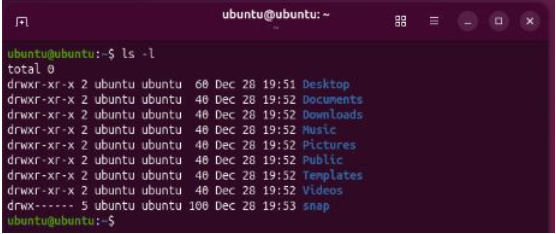 ubuntu@ubuntu: ~
~
ubuntu@ubuntu:~$ ls -l
total 0
drwxr-xr-x 2 ubuntu ubuntu  60 Dec 28 19:51 Desktop
drwxr-xr-x 2 ubuntu ubuntu  40 Dec 28 19:52 Documents
drwxr-xr-x 2 ubuntu ubuntu  40 Dec 28 19:52 Downloads
drwxr-xr-x 2 ubuntu ubuntu  40 Dec 28 19:52 Music
drwxr-xr-x 2 ubuntu ubuntu  40 Dec 28 19:52 Pictures
drwxr-xr-x 2 ubuntu ubuntu  40 Dec 28 19:52 Public
drwxr-xr-x 2 ubuntu ubuntu  40 Dec 28 19:52 Templates
drwxr-xr-x 2 ubuntu ubuntu  40 Dec 28 19:52 Videos
drwx------ 5 ubuntu ubuntu 100 Dec 28 19:53 snap
ubuntu@ubuntu:~$